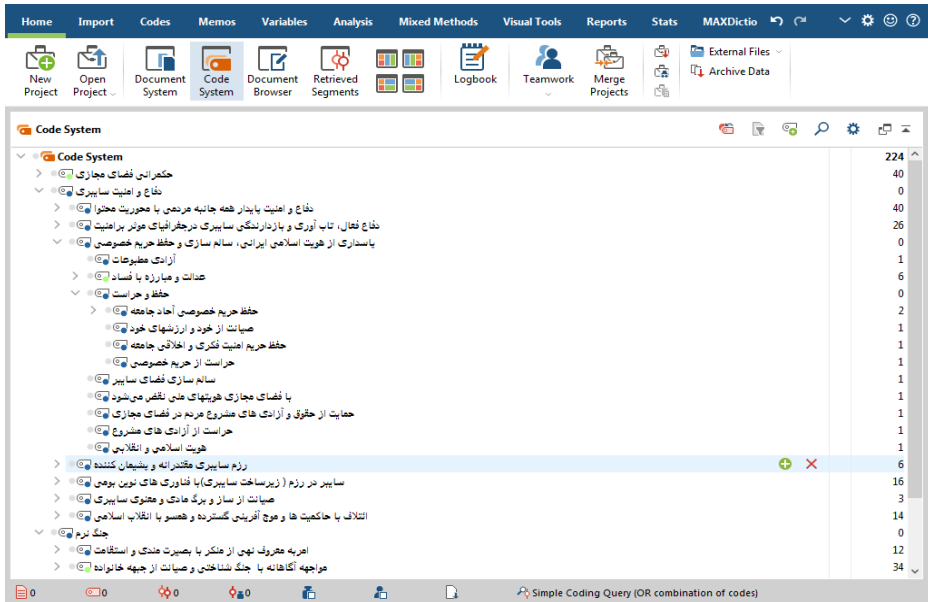 Home Import Codes Memos Variables Analysis Mixed Methods Visual Tools Reports Stats MAXDictio
New Project
Open Project
Document System
Code System
Document Browser
Retrieved Segments
Logbook
Teamwork
Merge Projects
External Files
Archive Data
Code System
Code System 224
حکمرانی فضای مجازی 40
دفاع و امنیت سایبری 0
دفاع و امنیت پایدار همه جانبه مردمی با محوریت محتوا 40
دفاع فعال، تاب آوری و بازدارندگی سایبری درجغرافیای موثر برامنیت 26
پاسداری از هویت اسلامی ایرانی، سالم سازی و حفظ حریم خصوصی 0
آزادی مطبوعات 1
عدالت و مبارزه با فساد 6
حفظ و حراست 0
حفظ حریم خصوصی آحاد جامعه 2
صیانت از خود و ارزشهای خود 1
حفظ حریم امنیت فکری و اخلاقی جامعه 1
حراست از حریم خصوصی 1
سالم سازی فضای سایبر 1
با فضای مجازی هویتهای ملی نقض می‌شود 1
حمایت از حقوق و آزادی های مشروع مردم در فضای مجازی 1
حراست از آزادی های مشروع 1
هویت اسلامی و انقلابی 1
رزم سایبری مقتدرانه و پشیمان کننده 6
سایبر در رزم ( زیرساخت سایبری)با فناوری های نوین بومی 16
صیانت از ساز و برگ مادی و معنوی سایبری 3
ائتلاف با حاکمیت ها و موج آفرینی گسترده و همسو با انقلاب اسلامی 14
جنگ نرم 0
امربه معروف نهی از منکر با بصیرت مندی و استقامت 12
مواجهه آگاهانه با جنگ شناختی و صیانت از جبهه خانواده 34
0 0 0 0 Simple Coding Query (OR combination of codes)